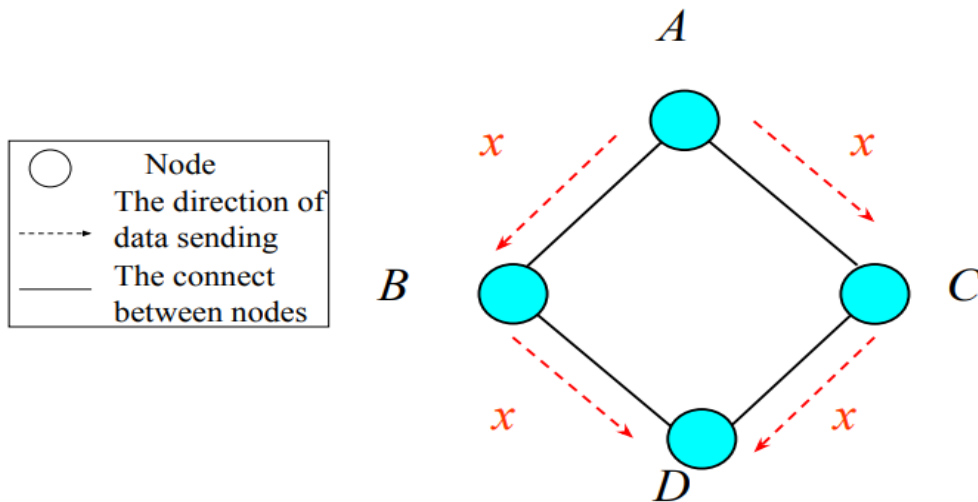 A
x
x
Node
The direction of
data sending
The connect
between nodes
B
C
x
x
D